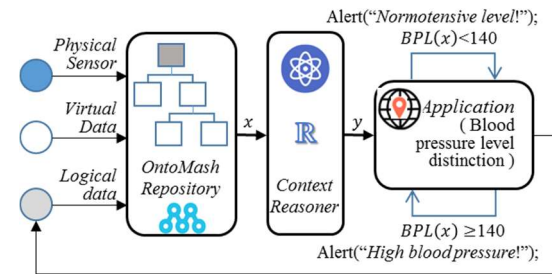 Physical
Sensor
Virtual
Data
Logical
data
OntoMash
Repository
x
ℝ
Context
Reasoner
y
Alert(“Normotensive level!”);
BPL(x)<140
Application
( Blood
pressure level
distinction )
BPL(x) ≥140
Alert(“High blood pressure!”);